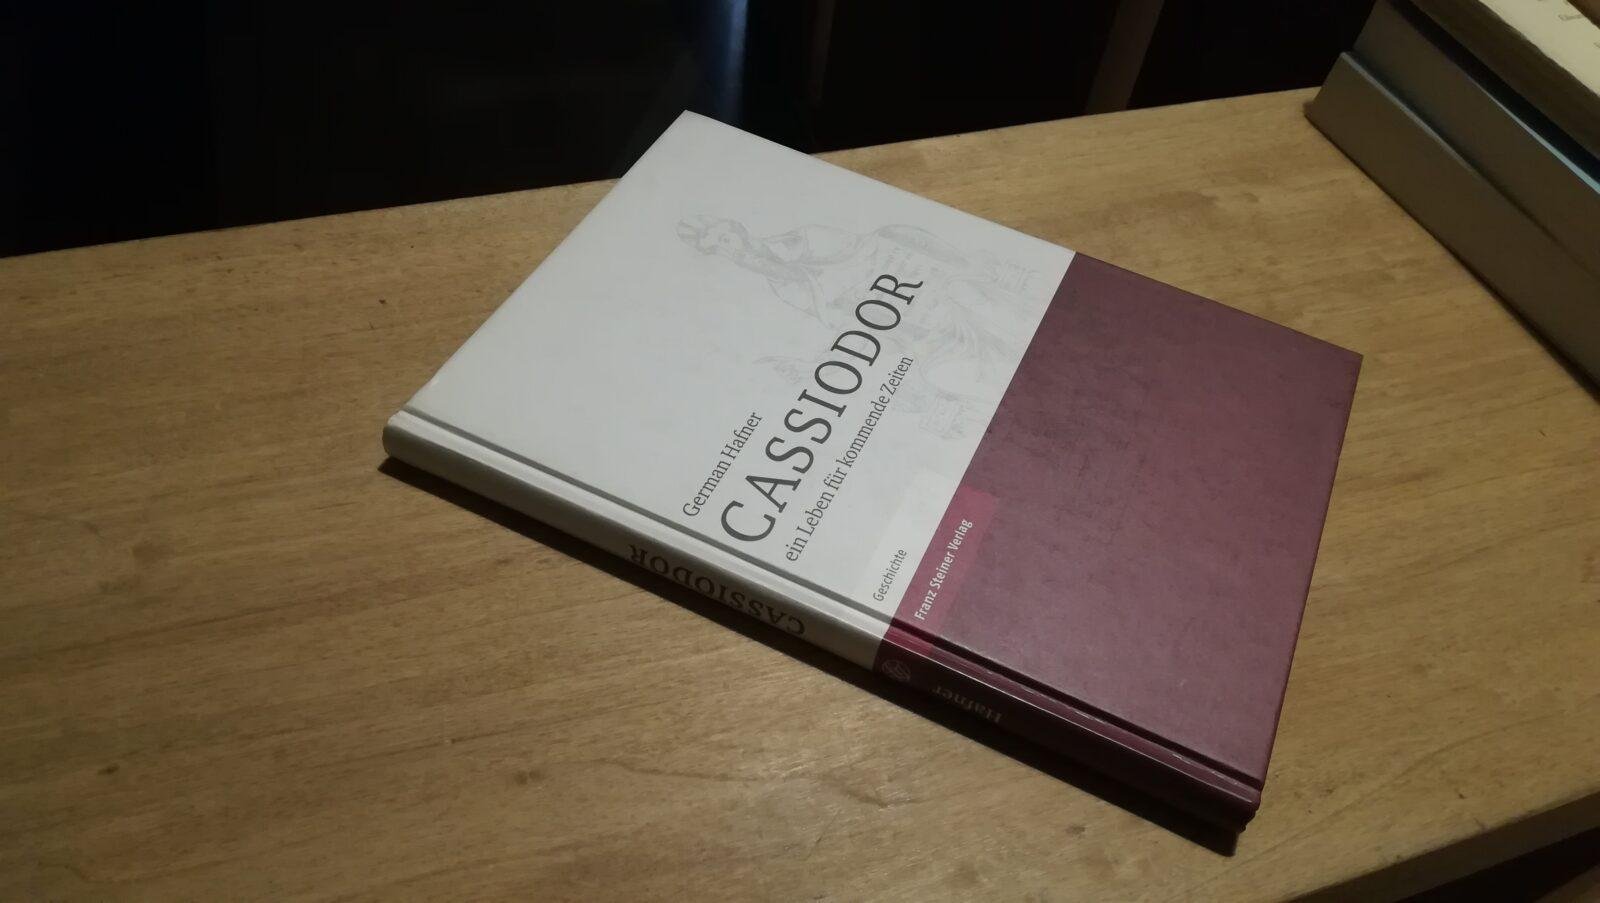 German Hafner
CASSIODOR
ein Leben für kommende Zeiten
Geschichte
Franz Steiner Verlag
CASSIODOR
Hafner